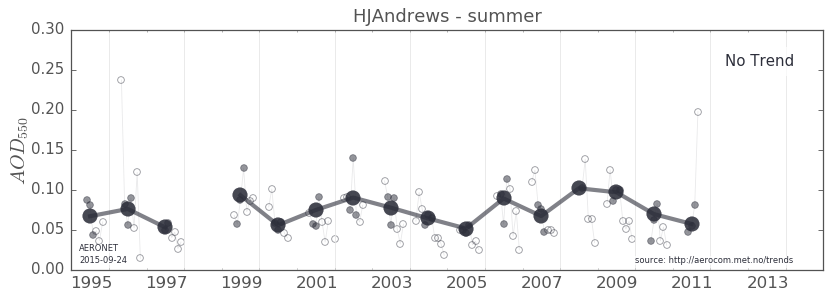 HJAndrews - summer
0.30
0.25
0.20
0.15
0.10
0.05
0.00
AOD550
No Trend
AERONET
2015-09-24
source: http://aerocom.met.no/trends
1995 1997 1999 2001 2003 2005 2007 2009 2011 2013